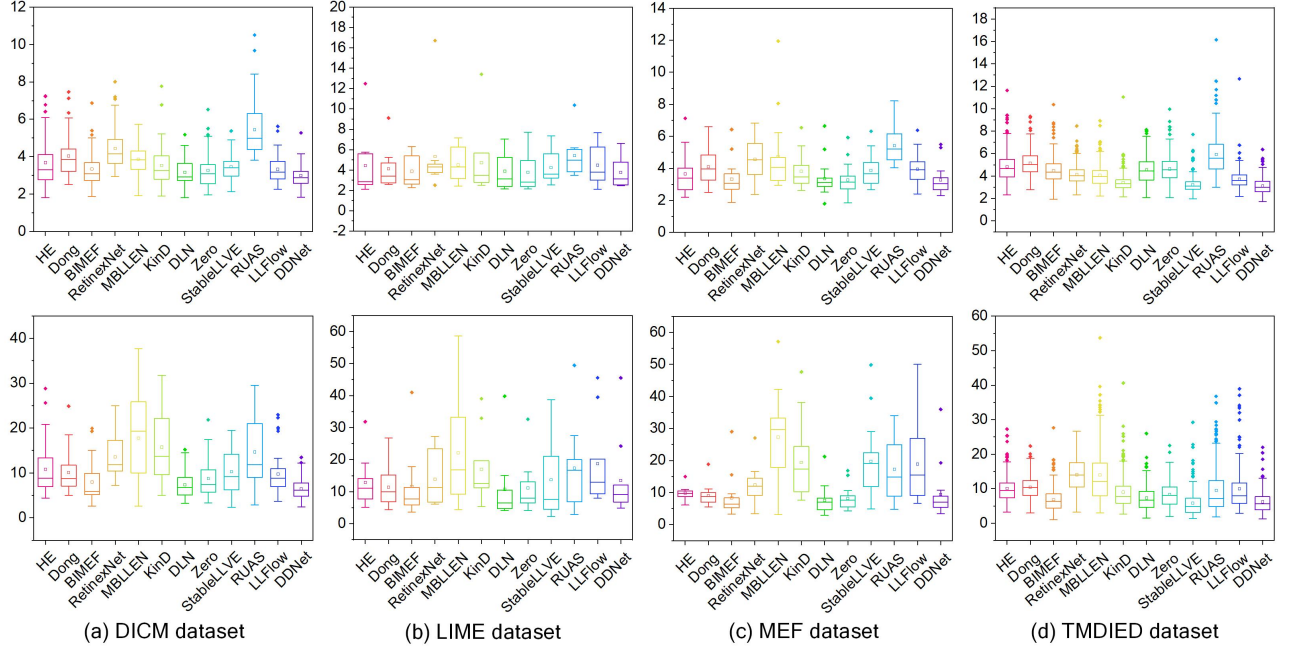 12
10
8
6
4
2
0
HE
Dong
BIMEF
RetinexNet
MBLLEN
KinD
DLN
Zero
StableLLVE
RUAS
LLFlow
DDNet
20
18
16
14
12
10
8
6
4
2
0
-2
HE
Dong
BIMEF
RetinexNet
MBLLEN
KinD
DLN
Zero
StableLLVE
RUAS
LLFlow
DDNet
14
12
10
8
6
4
2
0
HE
Dong
BIMEF
RetinexNet
MBLLEN
KinD
DLN
Zero
StableLLVE
RUAS
LLFlow
DDNet
18
16
14
12
10
8
6
4
2
0
HE
Dong
BIMEF
RetinexNet
MBLLEN
KinD
DLN
Zero
StableLLVE
RUAS
LLFlow
DDNet
40
30
20
10
0
HE
Dong
BIMEF
RetinexNet
MBLLEN
KinD
DLN
Zero
StableLLVE
RUAS
LLFlow
DDNet
60
50
40
30
20
10
0
HE
Dong
BIMEF
RetinexNet
MBLLEN
KinD
DLN
Zero
StableLLVE
RUAS
LLFlow
DDNet
60
50
40
30
20
10
0
HE
Dong
BIMEF
RetinexNet
MBLLEN
KinD
DLN
Zero
StableLLVE
RUAS
LLFlow
DDNet
60
50
40
30
20
10
0
HE
Dong
BIMEF
RetinexNet
MBLLEN
KinD
DLN
Zero
StableLLVE
RUAS
LLFlow
DDNet
(a) DICM dataset
(b) LIME dataset
(c) MEF dataset
(d) TMDIED dataset